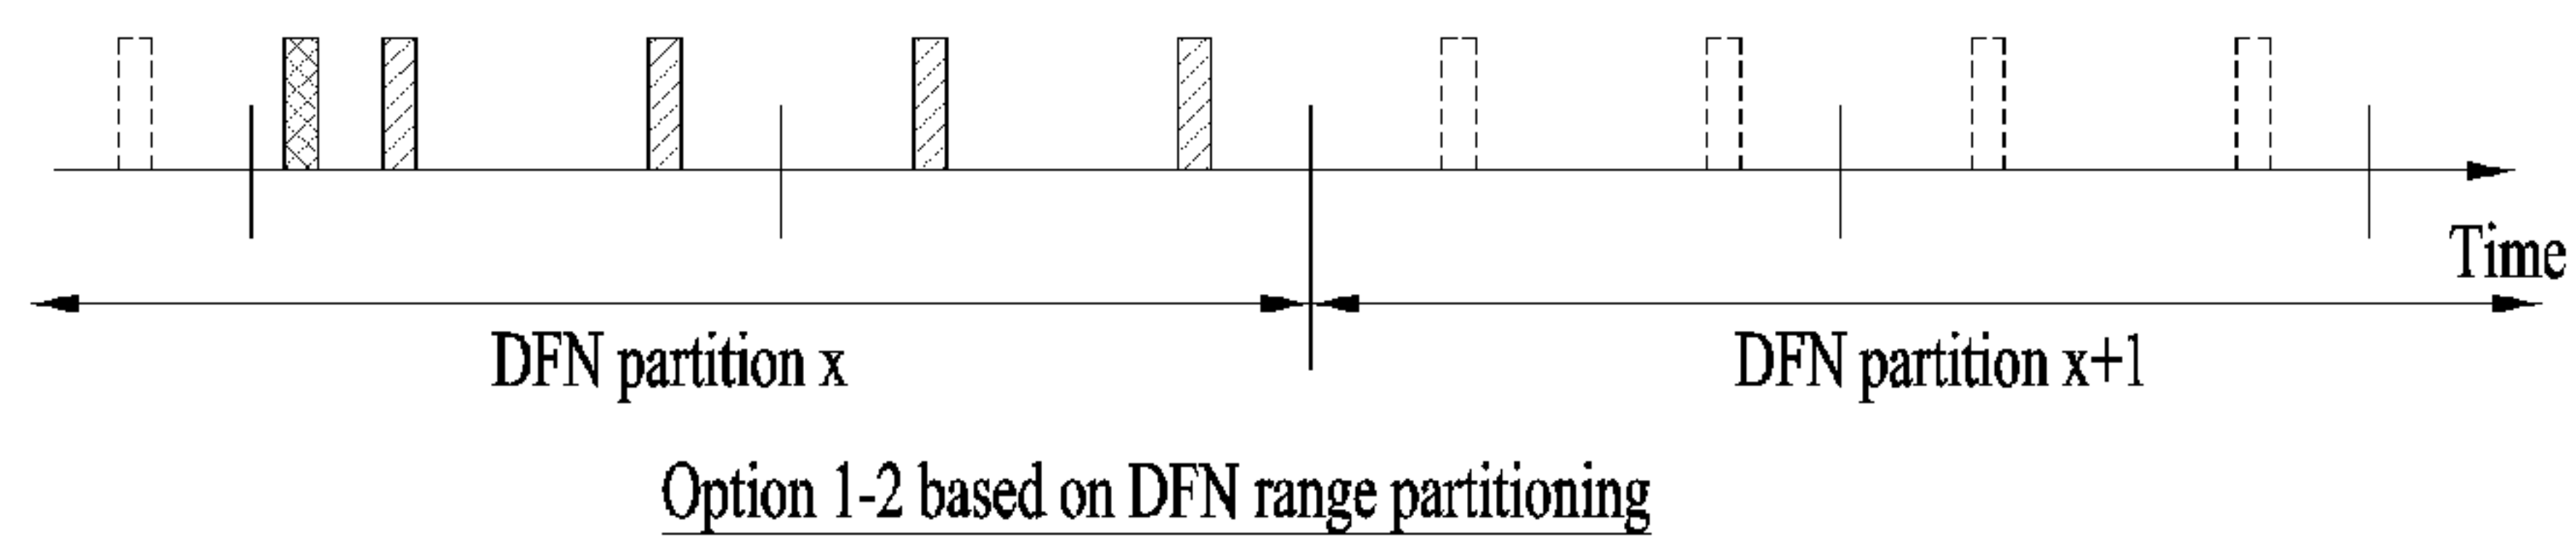 Time
DFN partition x
DFN partition x+1
Option 1-2 based on DFN range partitioning